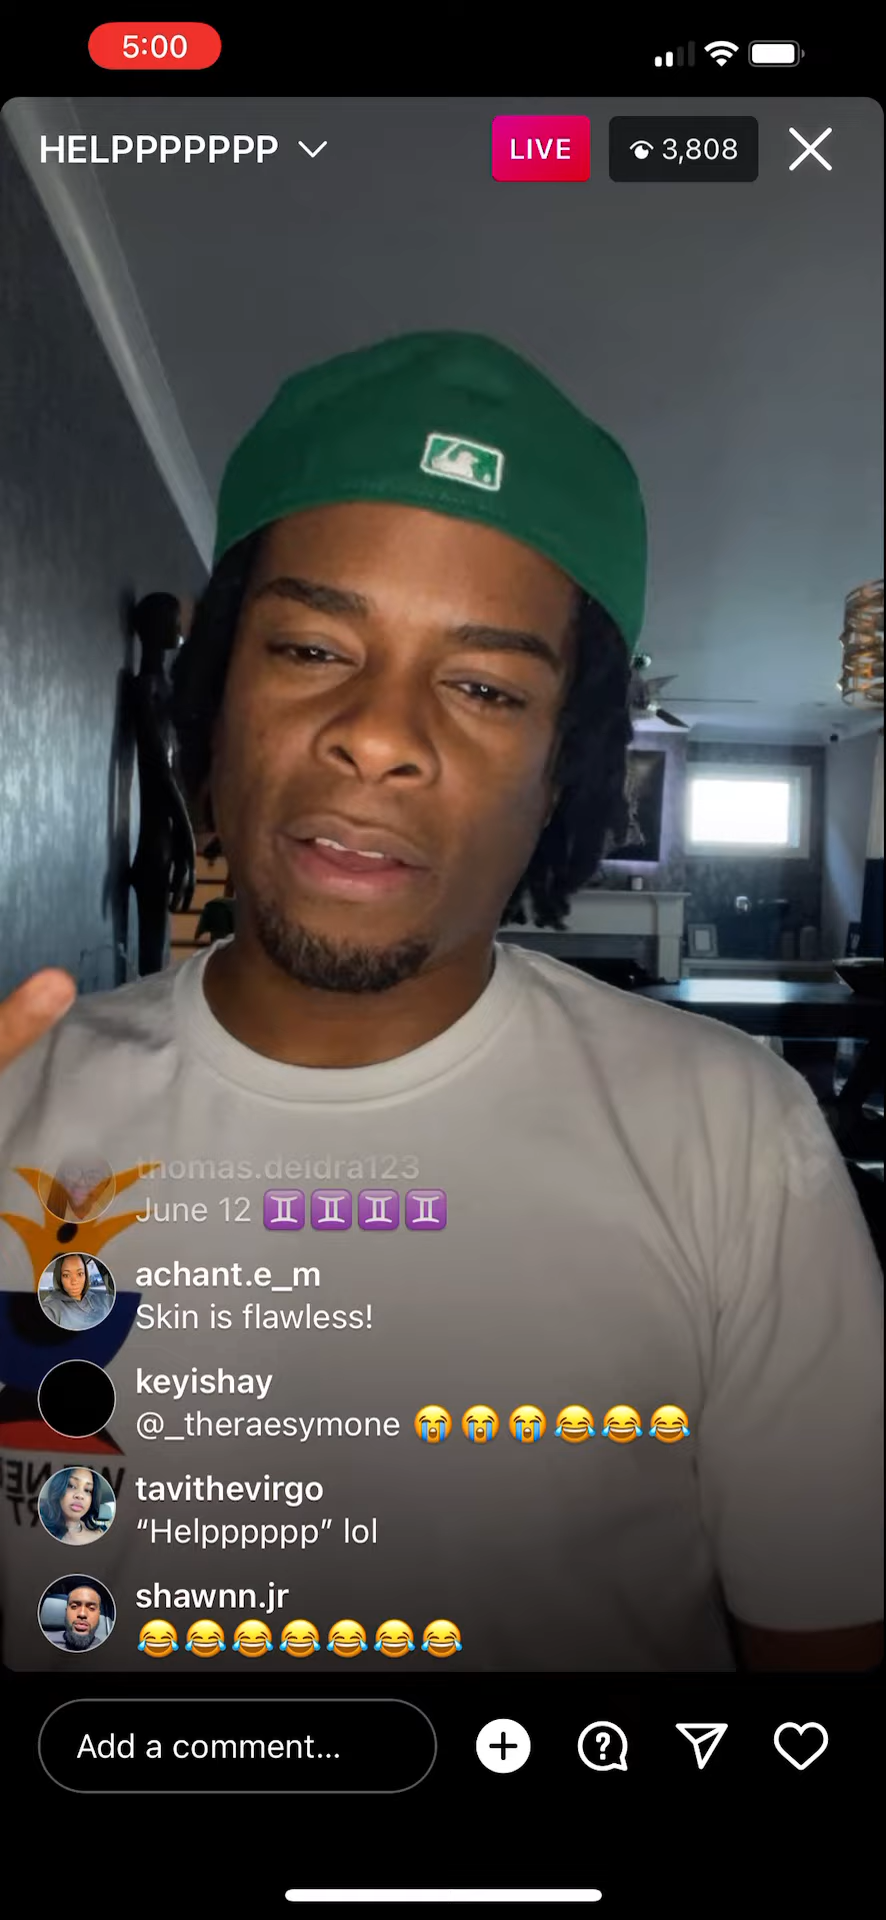 5:00
HELPPPPPPP
LIVE
3,808
thomas.deidra123
June 12 ♊♊♊♊
achant.e_m
Skin is flawless!
keyishay
@_theraesymone 😭😭😭😂😂😂
tavithevirgo
“Helpppppp” lol
shawnn.jr
😂😂😂😂😂😂😂
Add a comment...